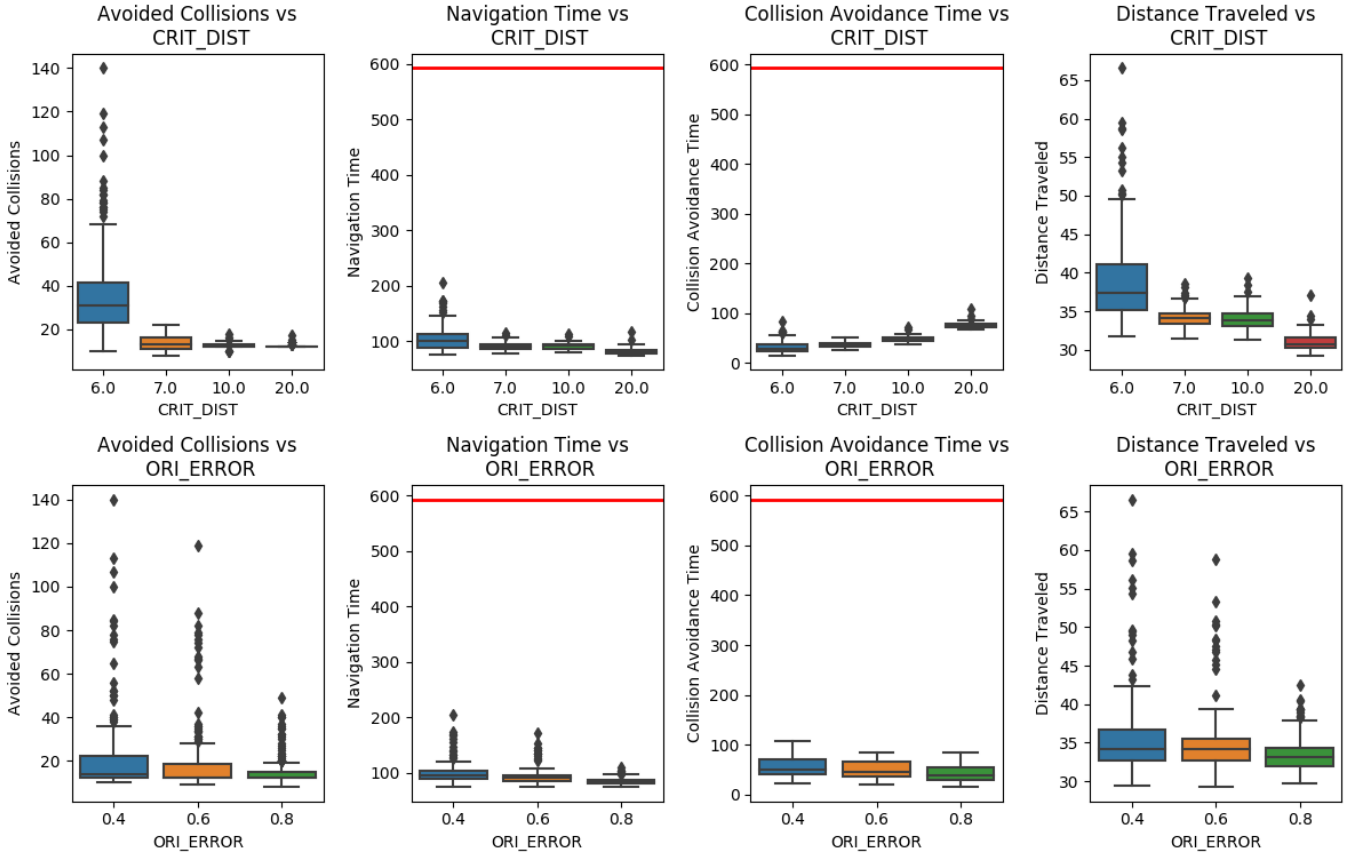 Avoided Collisions vs
CRIT_DIST
Avoided Collisions
140
120
100
80
60
40
20
6.0 7.0 10.0 20.0
CRIT_DIST
Navigation Time vs
CRIT_DIST
Navigation Time
600
500
400
300
200
100
6.0 7.0 10.0 20.0
CRIT_DIST
Collision Avoidance Time vs
CRIT_DIST
Collision Avoidance Time
600
500
400
300
200
100
0
6.0 7.0 10.0 20.0
CRIT_DIST
Distance Traveled vs
CRIT_DIST
Distance Traveled
65
60
55
50
45
40
35
30
6.0 7.0 10.0 20.0
CRIT_DIST
Avoided Collisions vs
ORI_ERROR
Avoided Collisions
140
120
100
80
60
40
20
0.4 0.6 0.8
ORI_ERROR
Navigation Time vs
ORI_ERROR
Navigation Time
600
500
400
300
200
100
0.4 0.6 0.8
ORI_ERROR
Collision Avoidance Time vs
ORI_ERROR
Collision Avoidance Time
600
500
400
300
200
100
0
0.4 0.6 0.8
ORI_ERROR
Distance Traveled vs
ORI_ERROR
Distance Traveled
65
60
55
50
45
40
35
30
0.4 0.6 0.8
ORI_ERROR